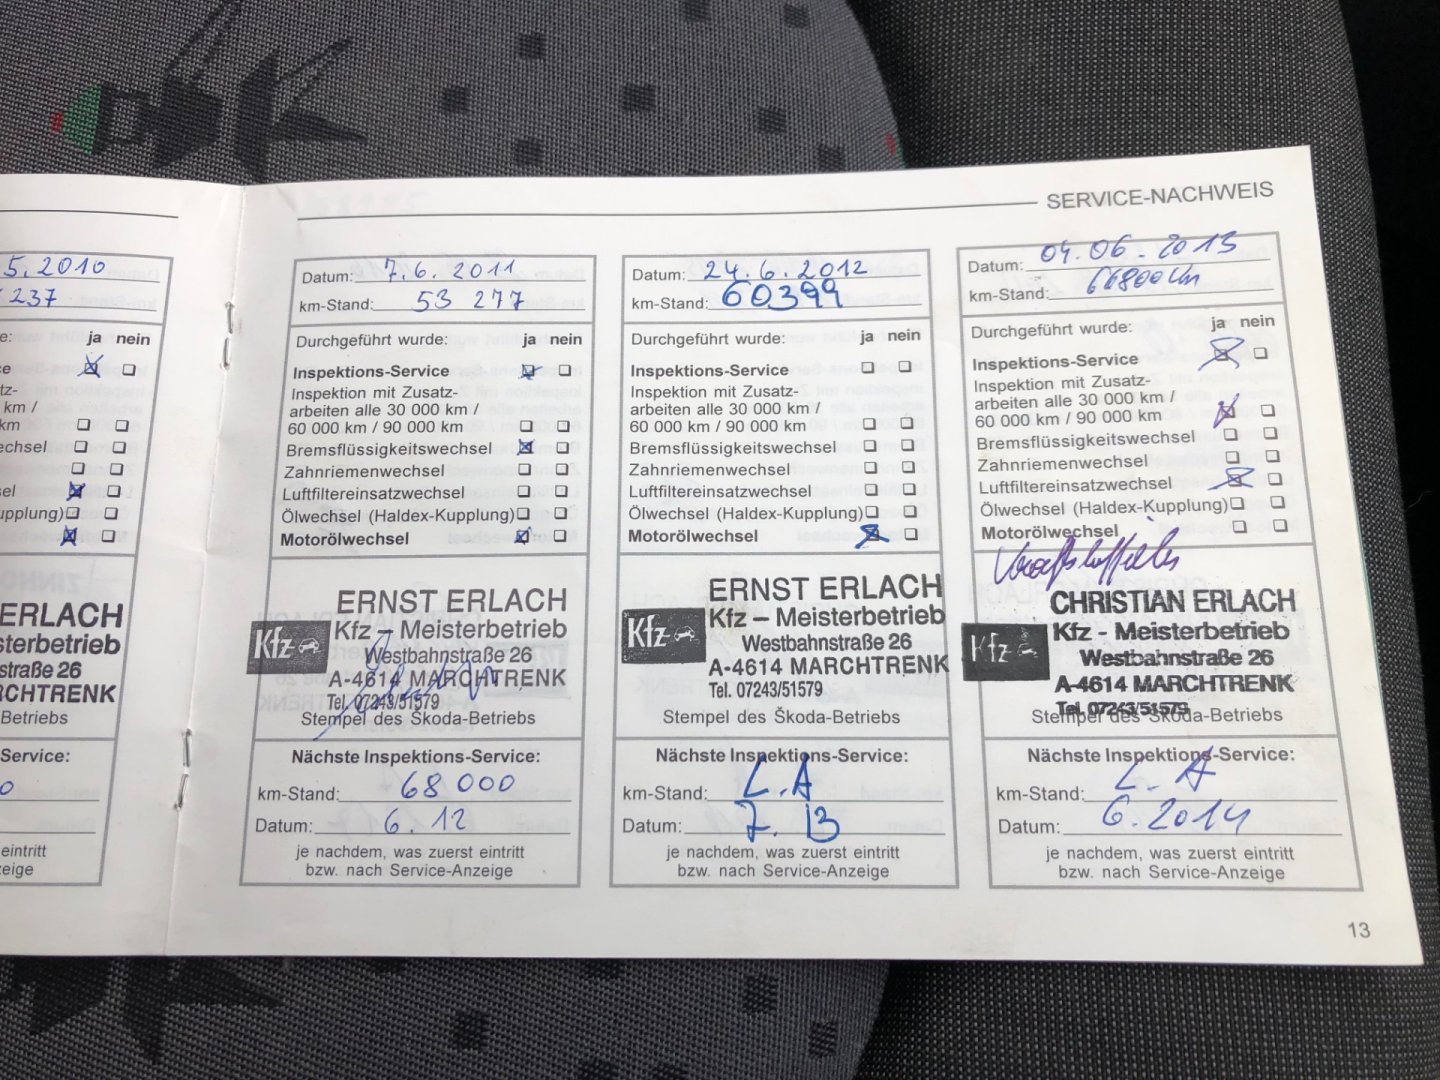 SERVICE-NACHWEIS
5.2010
237
ja nein
km /
km
echsel
sel
upplung)
ERLACH
sterbetrieb
straße 26
RCHTRENK
Betriebs
Service:
0
eintritt
eige
Datum: 7.6.2011
km-Stand: 53 277
Durchgeführt wurde: ja nein
Inspektions-Service
Inspektion mit Zusatz-
arbeiten alle 30 000 km /
60 000 km / 90 000 km
Bremsflüssigkeitswechsel
Zahnriemenwechsel
Luftfiltereinsatzwechsel
Ölwechsel (Haldex-Kupplung)
Motorölwechsel
ERNST ERLACH
Kfz Kfz – Meisterbetrieb
Westbahnstraße 26
A-4614 MARCHTRENK
Tel. 07243/51579
Stempel des Škoda-Betriebs
Nächste Inspektions-Service:
km-Stand: 68 000
Datum: 6.12
je nachdem, was zuerst eintritt
bzw. nach Service-Anzeige
Datum: 24.6.2012
km-Stand: 60399
Durchgeführt wurde: ja nein
Inspektions-Service
Inspektion mit Zusatz-
arbeiten alle 30 000 km /
60 000 km / 90 000 km
Bremsflüssigkeitswechsel
Zahnriemenwechsel
Luftfiltereinsatzwechsel
Ölwechsel (Haldex-Kupplung)
Motorölwechsel
ERNST ERLACH
Kfz Kfz – Meisterbetrieb
Westbahnstraße 26
A-4614 MARCHTRENK
Tel. 07243/51579
Stempel des Škoda-Betriebs
Nächste Inspektions-Service:
km-Stand: L.A
Datum: 7.13
je nachdem, was zuerst eintritt
bzw. nach Service-Anzeige
Datum: 04.06.2013
km-Stand: 66800km
Durchgeführt wurde: ja nein
Inspektions-Service
Inspektion mit Zusatz-
arbeiten alle 30 000 km /
60 000 km / 90 000 km
Bremsflüssigkeitswechsel
Zahnriemenwechsel
Luftfiltereinsatzwechsel
Ölwechsel (Haldex-Kupplung)
Motorölwechsel
Kraftstofffilter
CHRISTIAN ERLACH
Kfz Kfz - Meisterbetrieb
Westbahnstraße 26
A-4614 MARCHTRENK
Tel. 07243/51579
Stempel des Škoda-Betriebs
Nächste Inspektions-Service:
km-Stand: L.A
Datum: 6.2014
je nachdem, was zuerst eintritt
bzw. nach Service-Anzeige
13